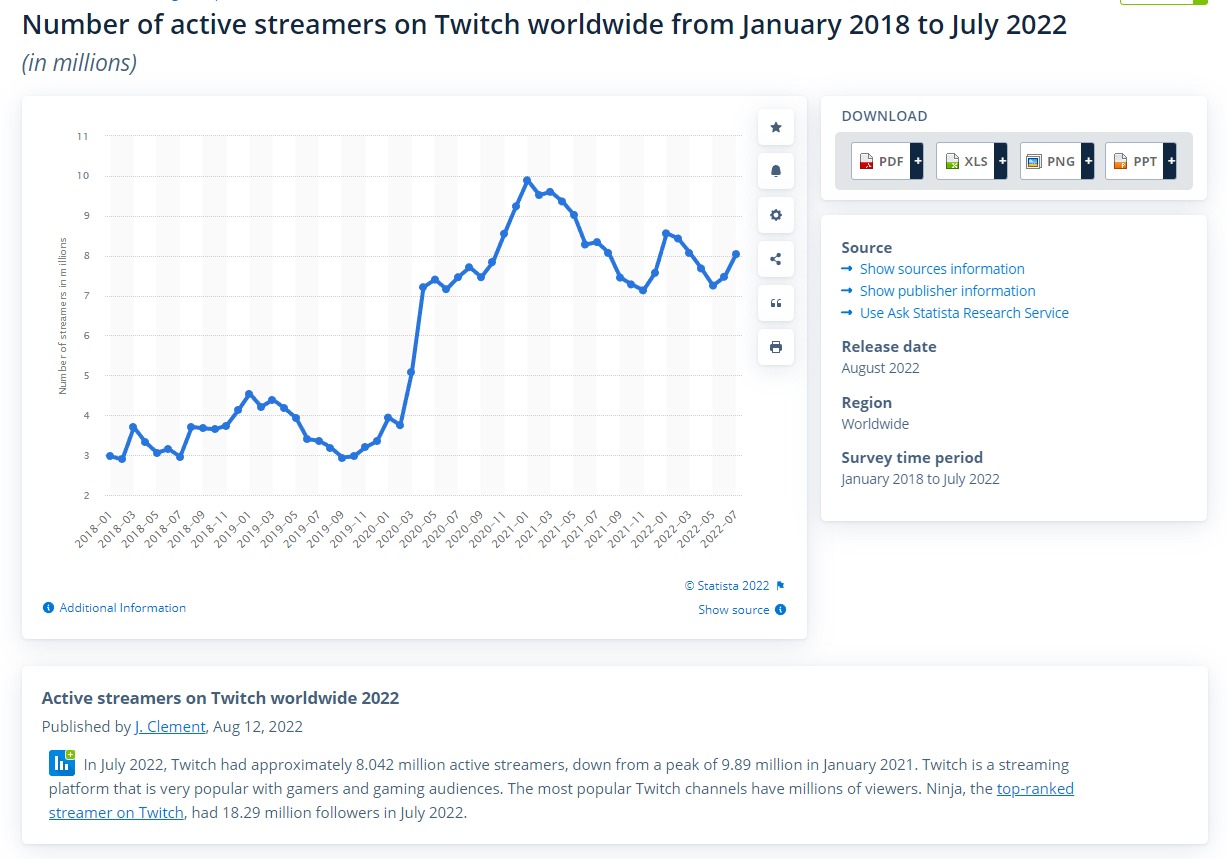 Number of active streamers on Twitch worldwide from January 2018 to July 2022
(in millions)
11
10
9
8
7
6
5
4
3
2
Number of streamers in millions
2018-01
2018-03
2018-05
2018-07
2018-09
2018-11
2019-01
2019-03
2019-05
2019-07
2019-09
2019-11
2020-01
2020-03
2020-05
2020-07
2020-09
2020-11
2021-01
2021-03
2021-05
2021-07
2021-09
2021-11
2022-01
2022-03
2022-05
2022-07
© Statista 2022
Additional Information
Show source
DOWNLOAD
PDF + XLS + PNG + PPT +
Source
Show sources information
Show publisher information
Use Ask Statista Research Service
Release date
August 2022
Region
Worldwide
Survey time period
January 2018 to July 2022
Active streamers on Twitch worldwide 2022
Published by J. Clement, Aug 12, 2022
In July 2022, Twitch had approximately 8.042 million active streamers, down from a peak of 9.89 million in January 2021. Twitch is a streaming
platform that is very popular with gamers and gaming audiences. The most popular Twitch channels have millions of viewers. Ninja, the top-ranked
streamer on Twitch, had 18.29 million followers in July 2022.